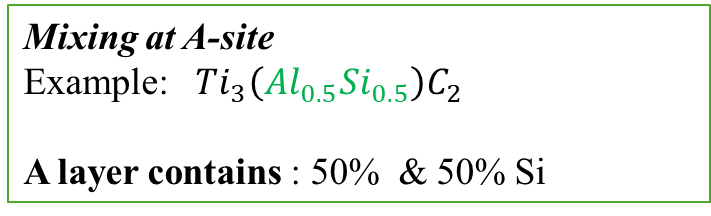 Mixing at A-site
Example: Ti₃(Al₀.₅Si₀.₅)C₂
A layer contains : 50% & 50% Si